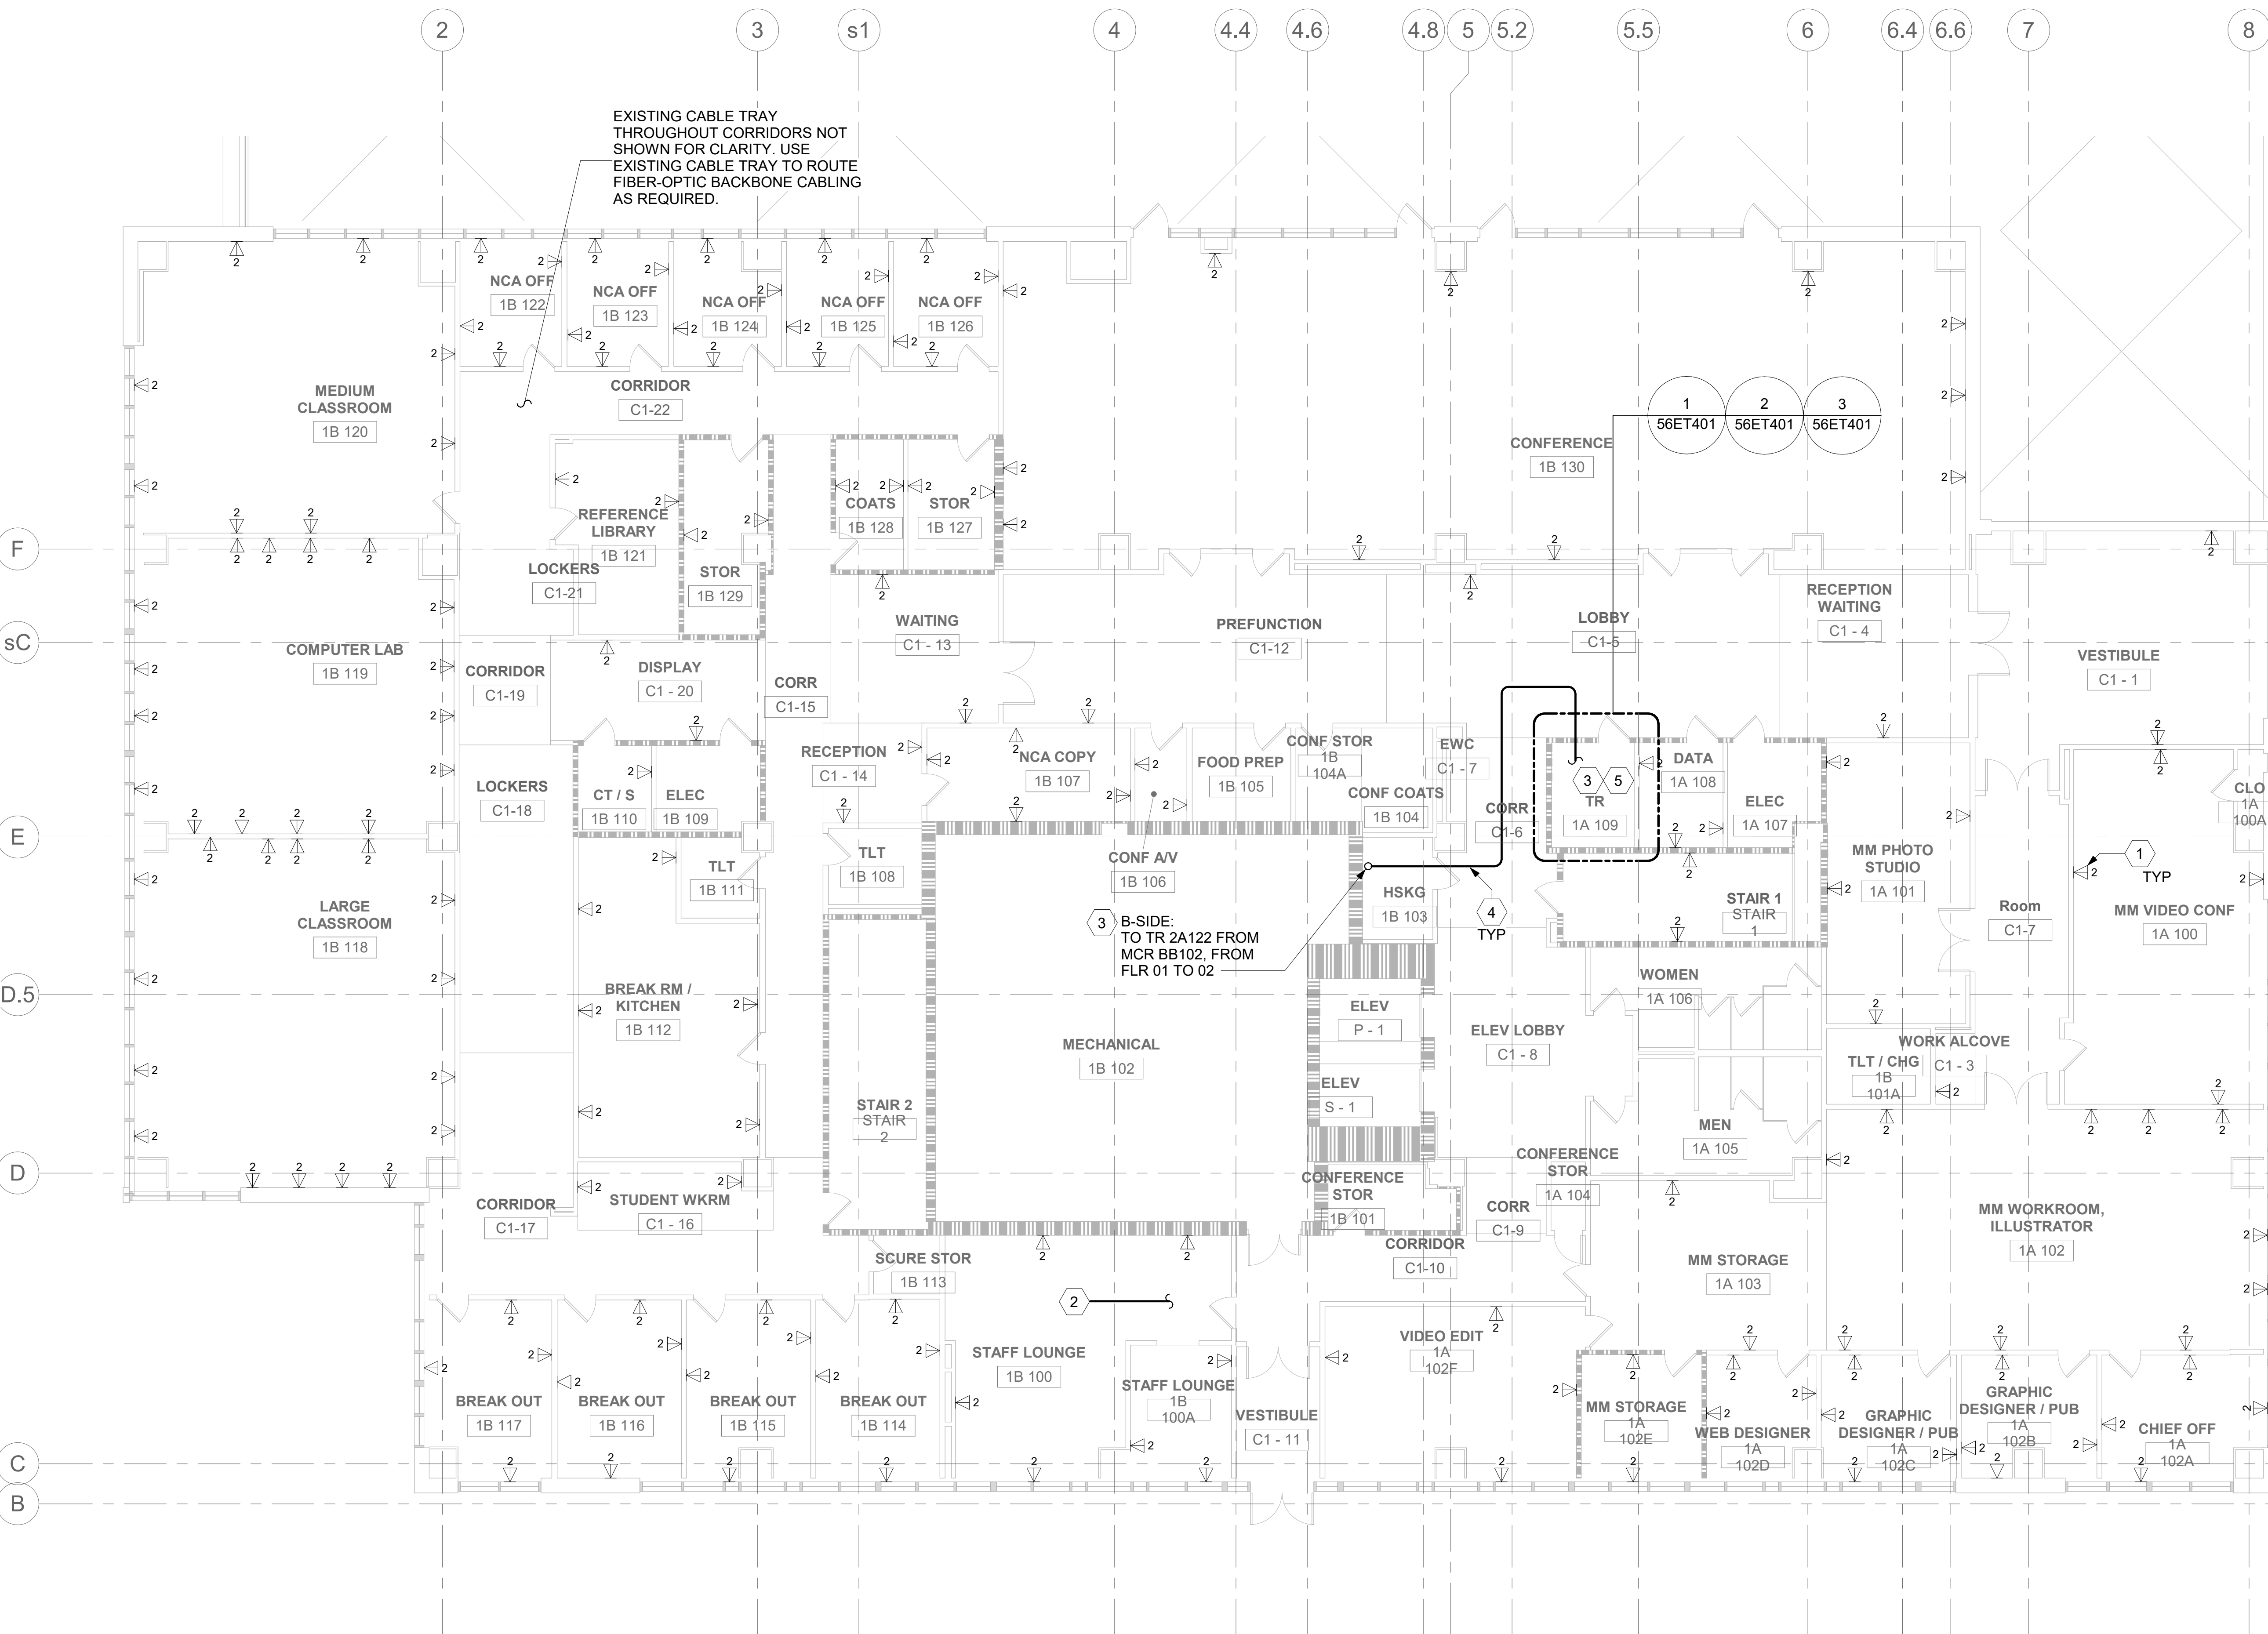 2
3
s1
4
4.4
4.6
4.8
5
5.2
5.5
6
6.4
6.6
7
8
EXISTING CABLE TRAY
THROUGHOUT CORRIDORS NOT
SHOWN FOR CLARITY. USE
EXISTING CABLE TRAY TO ROUTE
FIBER-OPTIC BACKBONE CABLING
AS REQUIRED.
NCA OFF
1B 122
NCA OFF
1B 123
NCA OFF
1B 124
NCA OFF
1B 125
NCA OFF
1B 126
CORRIDOR
C1-22
MEDIUM
CLASSROOM
1B 120
1
56ET401
2
56ET401
3
56ET401
CONFERENCE
1B 130
REFERENCE
LIBRARY
1B 121
COATS
1B 128
STOR
1B 127
F
LOCKERS
C1-21
STOR
1B 129
WAITING
C1 - 13
PREFUNCTION
C1-12
LOBBY
C1-5
RECEPTION
WAITING
C1 - 4
sC
COMPUTER LAB
1B 119
CORRIDOR
C1-19
DISPLAY
C1 - 20
CORR
C1-15
VESTIBULE
C1 - 1
RECEPTION
C1 - 14
NCA COPY
1B 107
FOOD PREP
1B 105
CONF STOR
1B
104A
EWC
C1 - 7
CONF COATS
1B 104
CORR
C1-6
3
5
TR
1A 109
DATA
1A 108
ELEC
1A 107
CLO
1A
100A
LOCKERS
C1-18
CT / S
1B 110
ELEC
1B 109
E
TLT
1B 111
TLT
1B 108
CONF A/V
1B 106
HSKG
1B 103
4
TYP
3
B-SIDE:
TO TR 2A122 FROM
MCR BB102, FROM
FLR 01 TO 02
STAIR 1
STAIR
1
MM PHOTO
STUDIO
1A 101
1
TYP
Room
C1-7
MM VIDEO CONF
1A 100
LARGE
CLASSROOM
1B 118
D.5
BREAK RM /
KITCHEN
1B 112
MECHANICAL
1B 102
ELEV
P - 1
ELEV
S - 1
ELEV LOBBY
C1 - 8
WOMEN
1A 106
WORK ALCOVE
C1 - 3
TLT / CHG
1B
101A
STAIR 2
STAIR
2
MEN
1A 105
D
CONFERENCE
STOR
1A 104
CONFERENCE
STOR
1B 101
CORR
C1-9
CORRIDOR
C1-17
STUDENT WKRM
C1 - 16
MM WORKROOM,
ILLUSTRATOR
1A 102
SCURE STOR
1B 113
CORRIDOR
C1-10
MM STORAGE
1A 103
2
STAFF LOUNGE
1B 100
STAFF LOUNGE
1B
100A
VIDEO EDIT
1A
102F
VESTIBULE
C1 - 11
BREAK OUT
1B 117
BREAK OUT
1B 116
BREAK OUT
1B 115
BREAK OUT
1B 114
MM STORAGE
1A
102E
WEB DESIGNER
1A
102D
GRAPHIC
DESIGNER / PUB
1A
102C
GRAPHIC
DESIGNER / PUB
1A
102B
CHIEF OFF
1A
102A
C
B